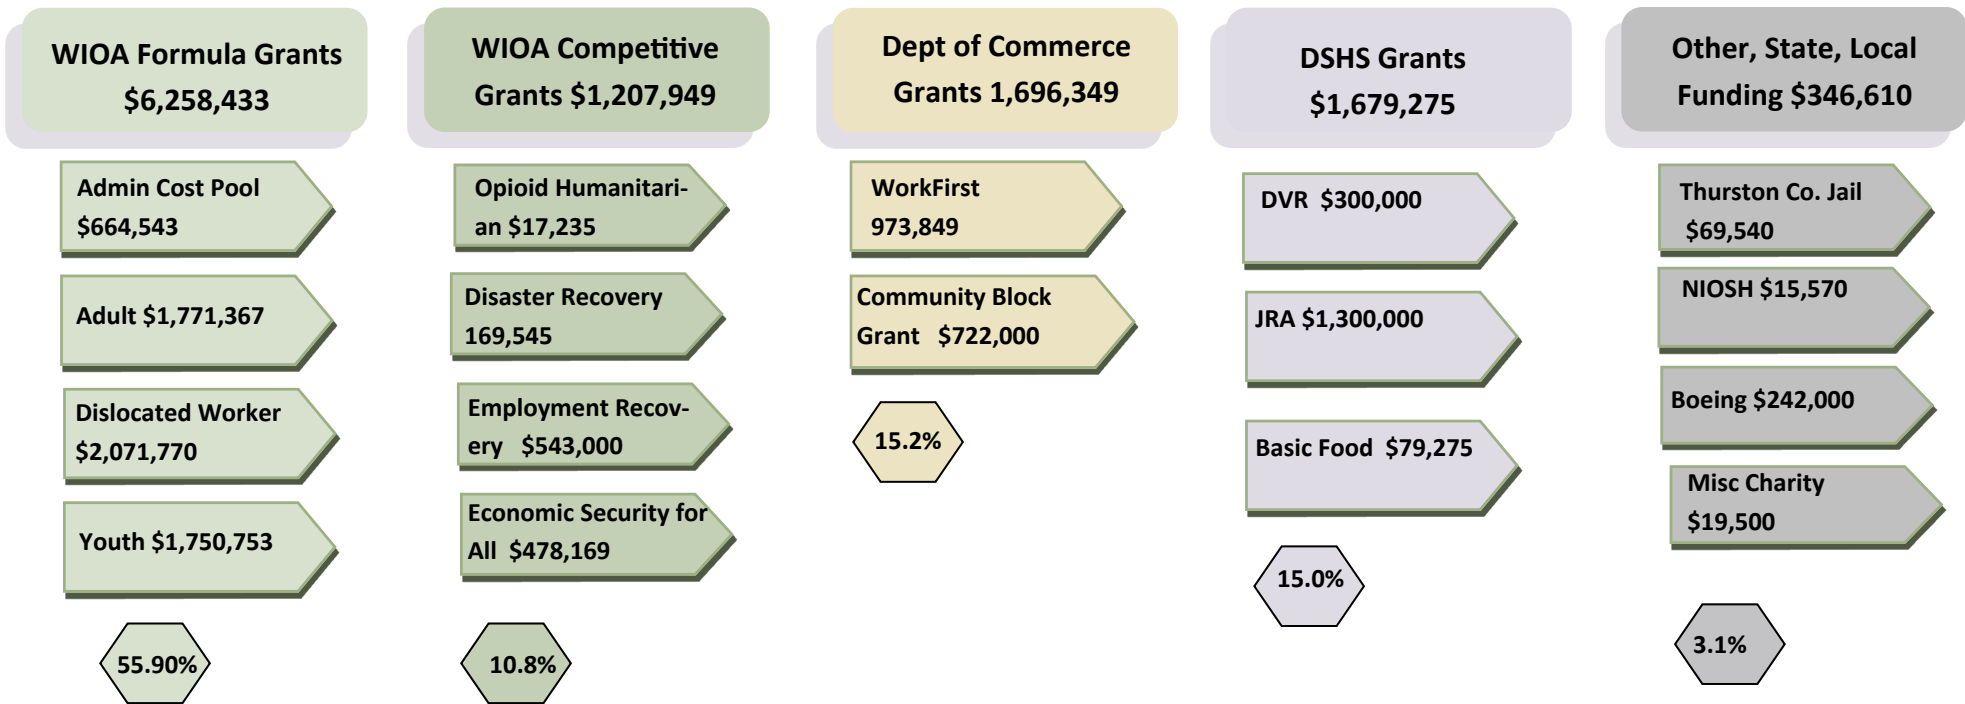 WIOA Formula Grants
$6,258,433
Admin Cost Pool
$664,543
Adult $1,771,367
Dislocated Worker
$2,071,770
Youth $1,750,753
55.90%
WIOA Competitive
Grants $1,207,949
Opioid Humanitari-
an $17,235
Disaster Recovery
169,545
Employment Recov-
ery $543,000
Economic Security for
All $478,169
10.8%
Dept of Commerce
Grants 1,696,349
WorkFirst
973,849
Community Block
Grant $722,000
15.2%
DSHS Grants
$1,679,275
DVR $300,000
JRA $1,300,000
Basic Food $79,275
15.0%
Other, State, Local
Funding $346,610
Thurston Co. Jail
$69,540
NIOSH $15,570
Boeing $242,000
Misc Charity
$19,500
3.1%